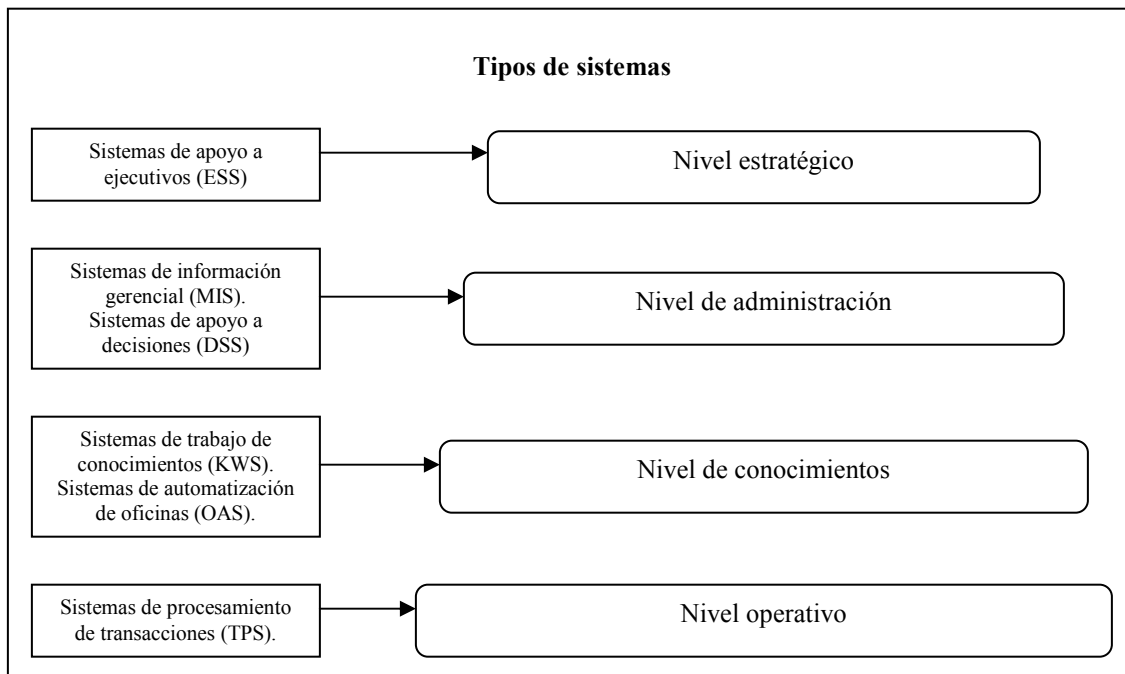 Tipos de sistemas
Sistemas de apoyo a
ejecutivos (ESS)
Nivel estratégico
Sistemas de información
gerencial (MIS).
Sistemas de apoyo a
decisiones (DSS)
Nivel de administración
Sistemas de trabajo de
conocimientos (KWS).
Sistemas de automatización
de oficinas (OAS).
Nivel de conocimientos
Sistemas de procesamiento
de transacciones (TPS).
Nivel operativo